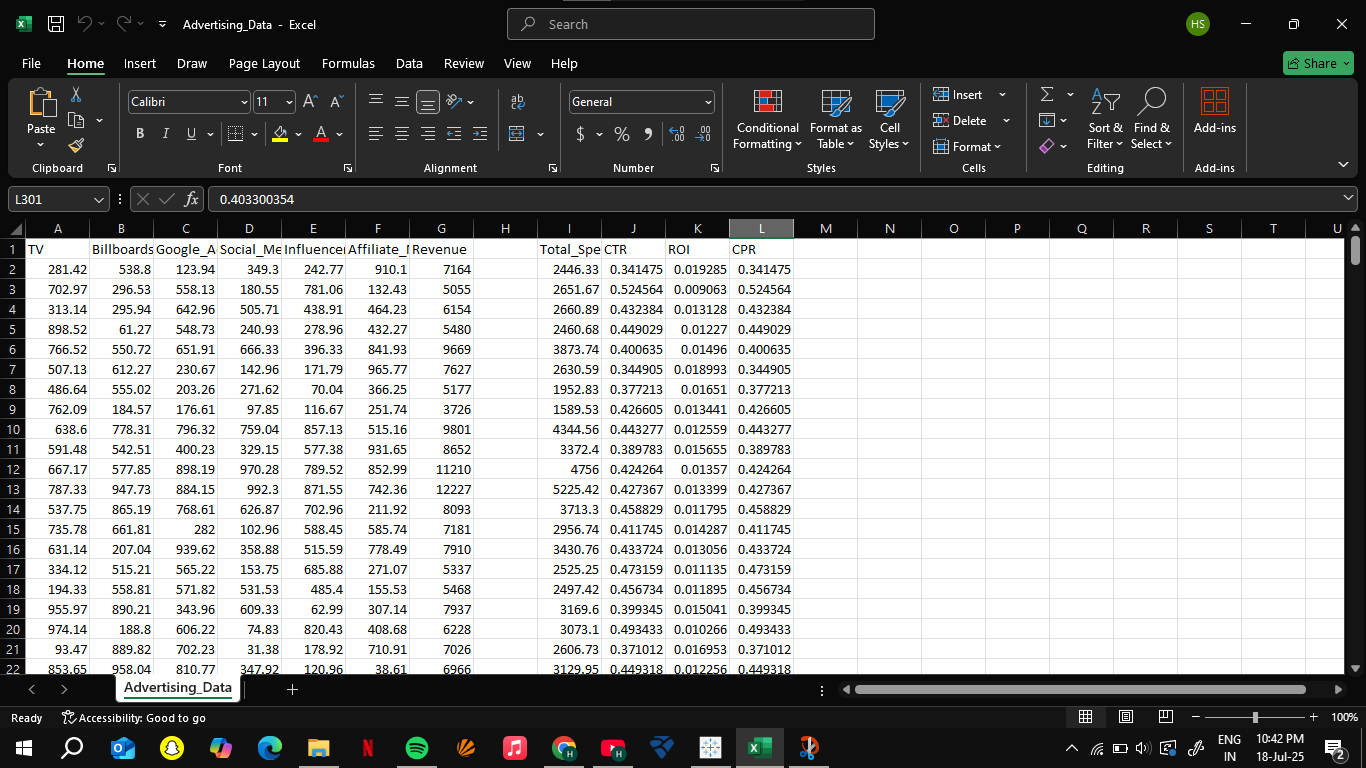 Advertising_Data - Excel
Search
HS
File Home Insert Draw Page Layout Formulas Data Review View Help
Share
Paste
Clipboard
Calibri 11
B I U
Font
ab
Alignment
General
$ % 9
Number
Conditional Formatting
Format as Table
Cell Styles
Styles
Insert
Delete
Format
Cells
Sort & Filter
Find & Select
Editing
Add-ins
Add-ins
L301 fx 0.403300354
A B C D E F G H I J K L M N O P Q R S T U
1 TV Billboards Google_A Social_Me Influencer Affiliate_I Revenue Total_Spe CTR ROI CPR
2 281.42 538.8 123.94 349.3 242.77 910.1 7164 2446.33 0.341475 0.019285 0.341475
3 702.97 296.53 558.13 180.55 781.06 132.43 5055 2651.67 0.524564 0.009063 0.524564
4 313.14 295.94 642.96 505.71 438.91 464.23 6154 2660.89 0.432384 0.013128 0.432384
5 898.52 61.27 548.73 240.93 278.96 432.27 5480 2460.68 0.449029 0.01227 0.449029
6 766.52 550.72 651.91 666.33 396.33 841.93 9669 3873.74 0.400635 0.01496 0.400635
7 507.13 612.27 230.67 142.96 171.79 965.77 7627 2630.59 0.344905 0.018993 0.344905
8 486.64 555.02 203.26 271.62 70.04 366.25 5177 1952.83 0.377213 0.01651 0.377213
9 762.09 184.57 176.61 97.85 116.67 251.74 3726 1589.53 0.426605 0.013441 0.426605
10 638.6 778.31 796.32 759.04 857.13 515.16 9801 4344.56 0.443277 0.012559 0.443277
11 591.48 542.51 400.23 329.15 577.38 931.65 8652 3372.4 0.389783 0.015655 0.389783
12 667.17 577.85 898.19 970.28 789.52 852.99 11210 4756 0.424264 0.01357 0.424264
13 787.33 947.73 884.15 992.3 871.55 742.36 12227 5225.42 0.427367 0.013399 0.427367
14 537.75 865.19 768.61 626.87 702.96 211.92 8093 3713.3 0.458829 0.011795 0.458829
15 735.78 661.81 282 102.96 588.45 585.74 7181 2956.74 0.411745 0.014287 0.411745
16 631.14 207.04 939.62 358.88 515.59 778.49 7910 3430.76 0.433724 0.013056 0.433724
17 334.12 515.21 565.22 153.75 685.88 271.07 5337 2525.25 0.473159 0.011135 0.473159
18 194.33 558.81 571.82 531.53 485.4 155.53 5468 2497.42 0.456734 0.011895 0.456734
19 955.97 890.21 343.96 609.33 62.99 307.14 7937 3169.6 0.399345 0.015041 0.399345
20 974.14 188.8 606.22 74.83 820.43 408.68 6228 3073.1 0.493433 0.010266 0.493433
21 93.47 889.82 702.23 31.38 178.92 710.91 7026 2606.73 0.371012 0.016953 0.371012
22 853.65 958.04 810.77 347.92 120.96 38.61 6966 3129.95 0.449318 0.012256 0.449318
Advertising_Data
Ready Accessibility: Good to go 100%
ENG IN
10:42 PM 18-Jul-25
2